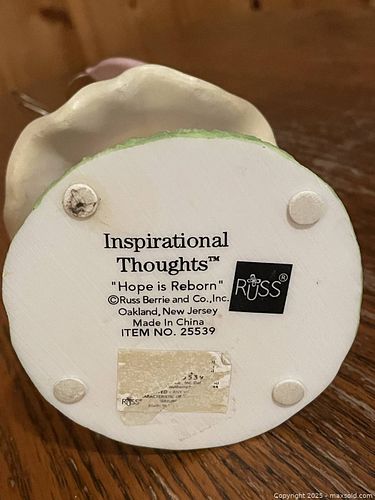 Inspirational
Thoughts™
"Hope is Reborn"
©Russ Berrie and Co., Inc.
Oakland, New Jersey
Made In China
ITEM NO. 25539
RUSS®
RUSS
Copyright 2025 - maxsold.com